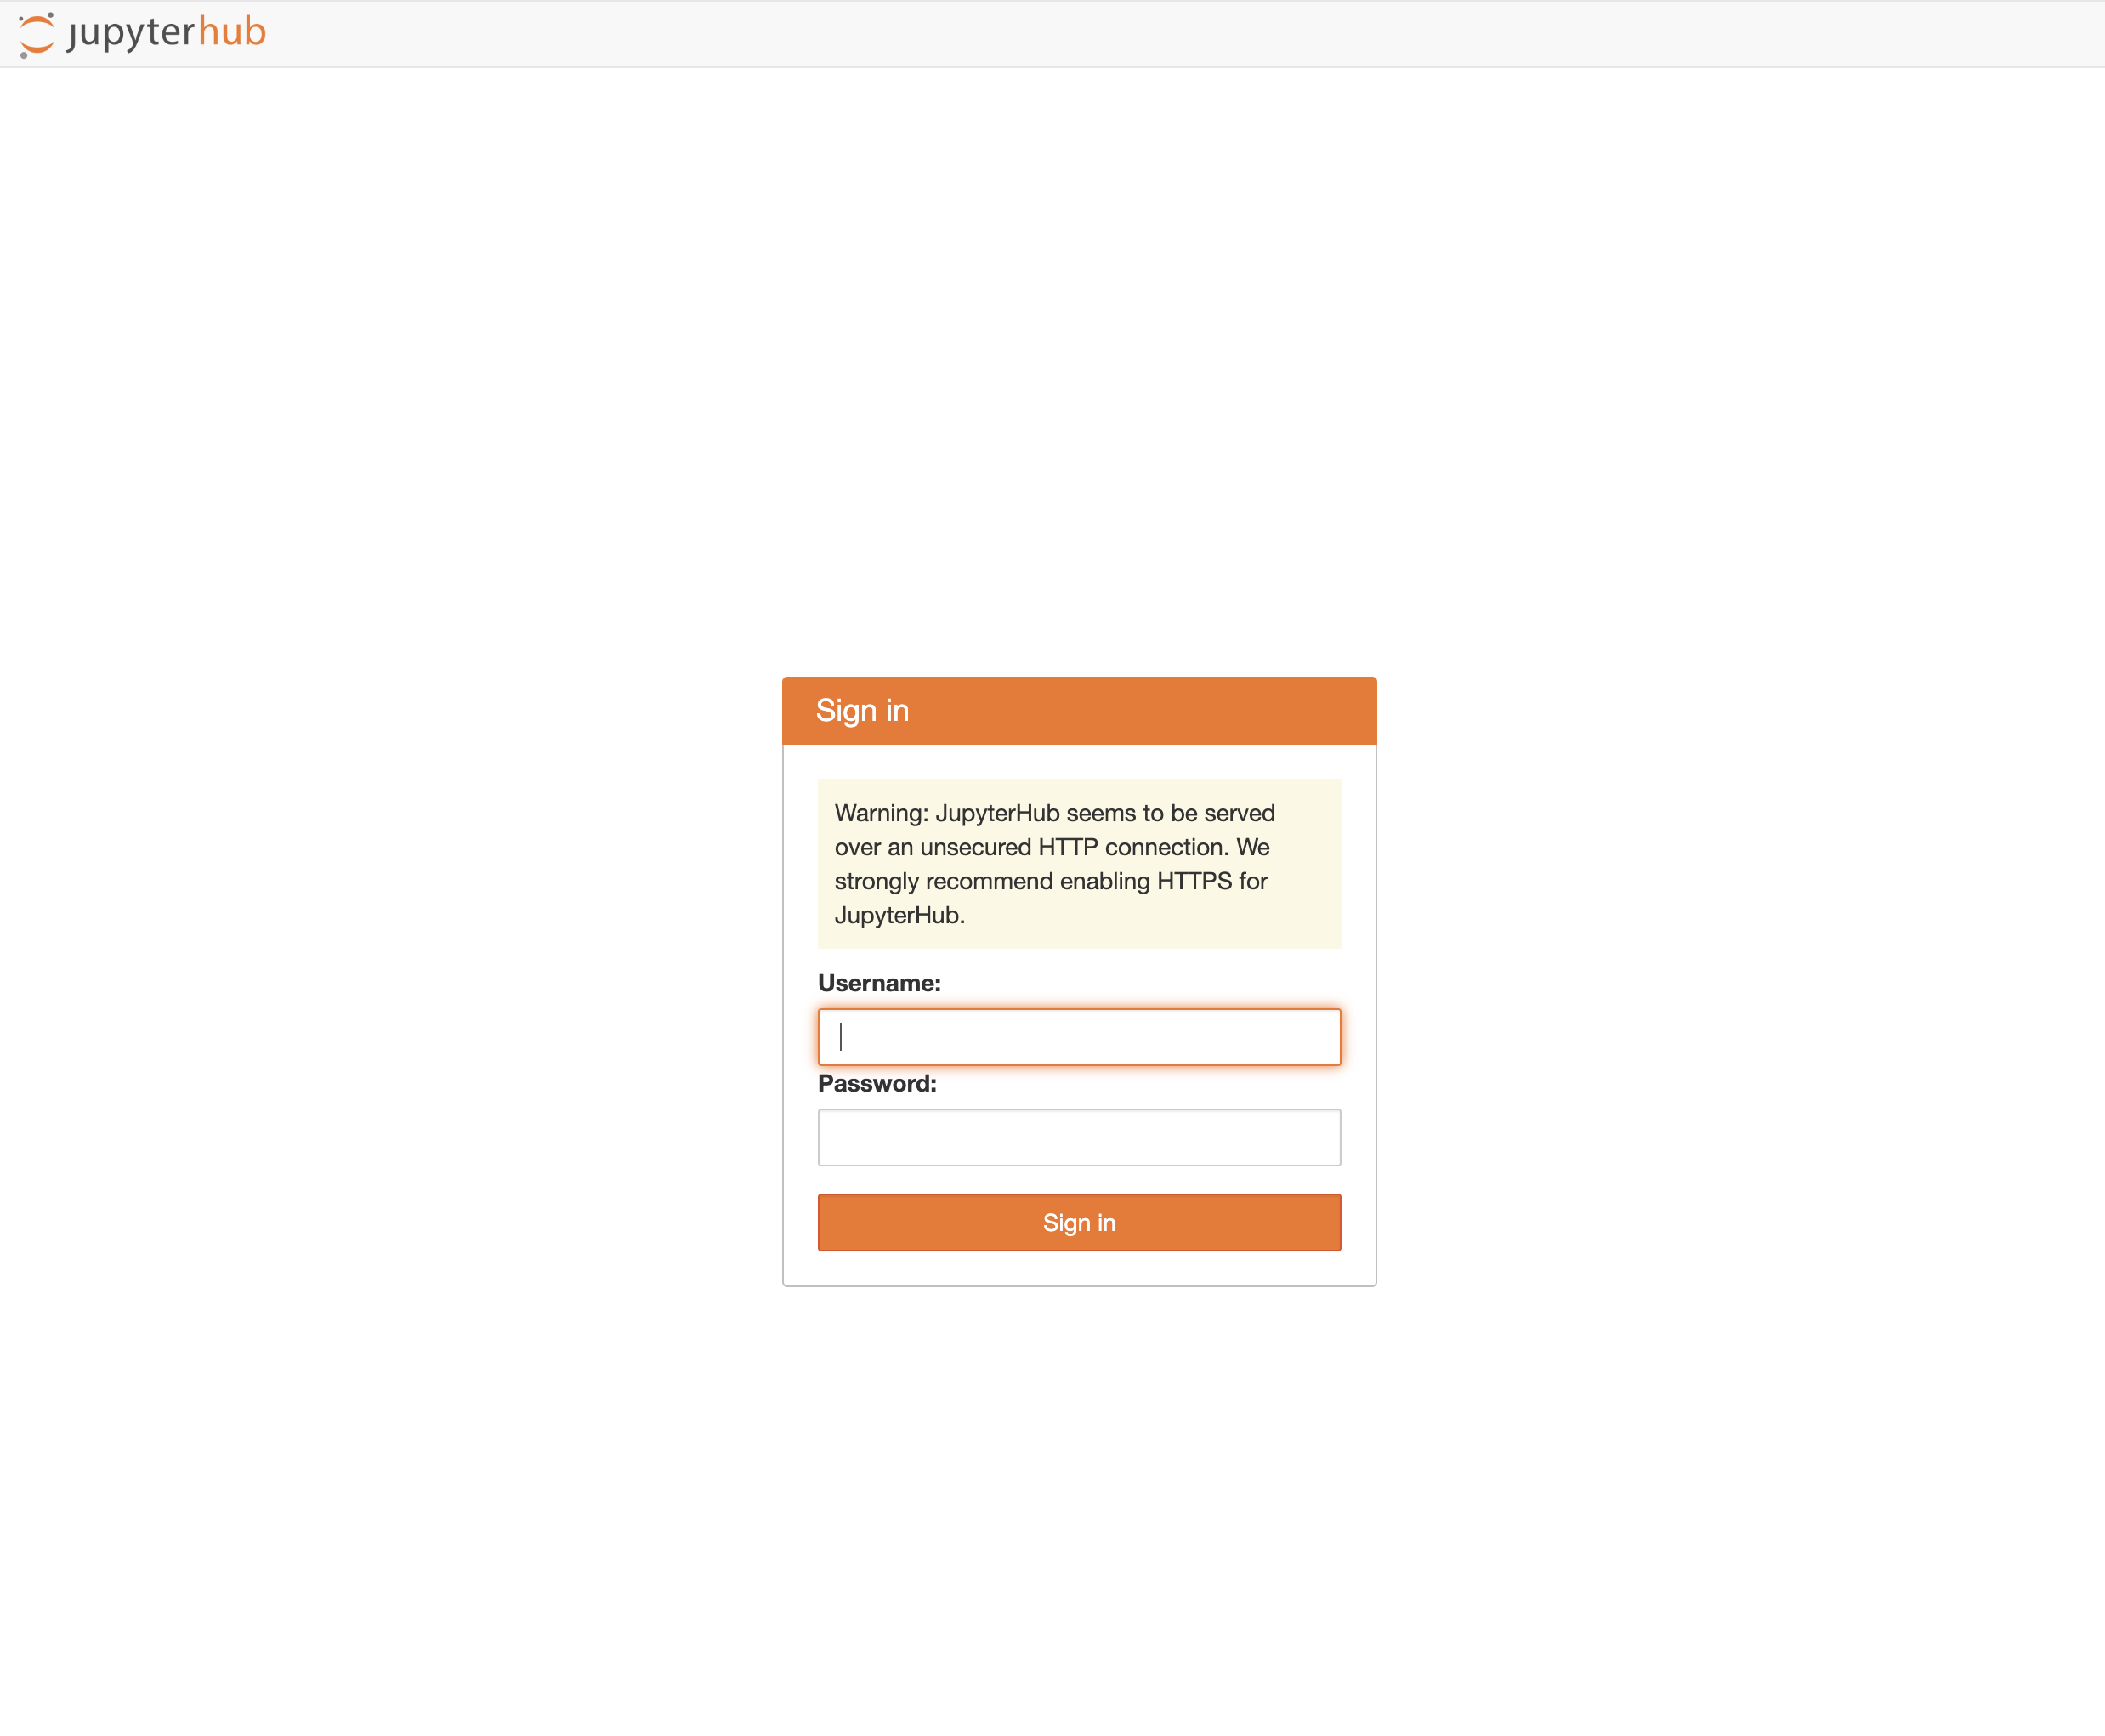 jupyterhub
Sign in
Warning: JupyterHub seems to be served
over an unsecured HTTP connection. We
strongly recommend enabling HTTPS for
JupyterHub.
Username:
Password:
Sign in